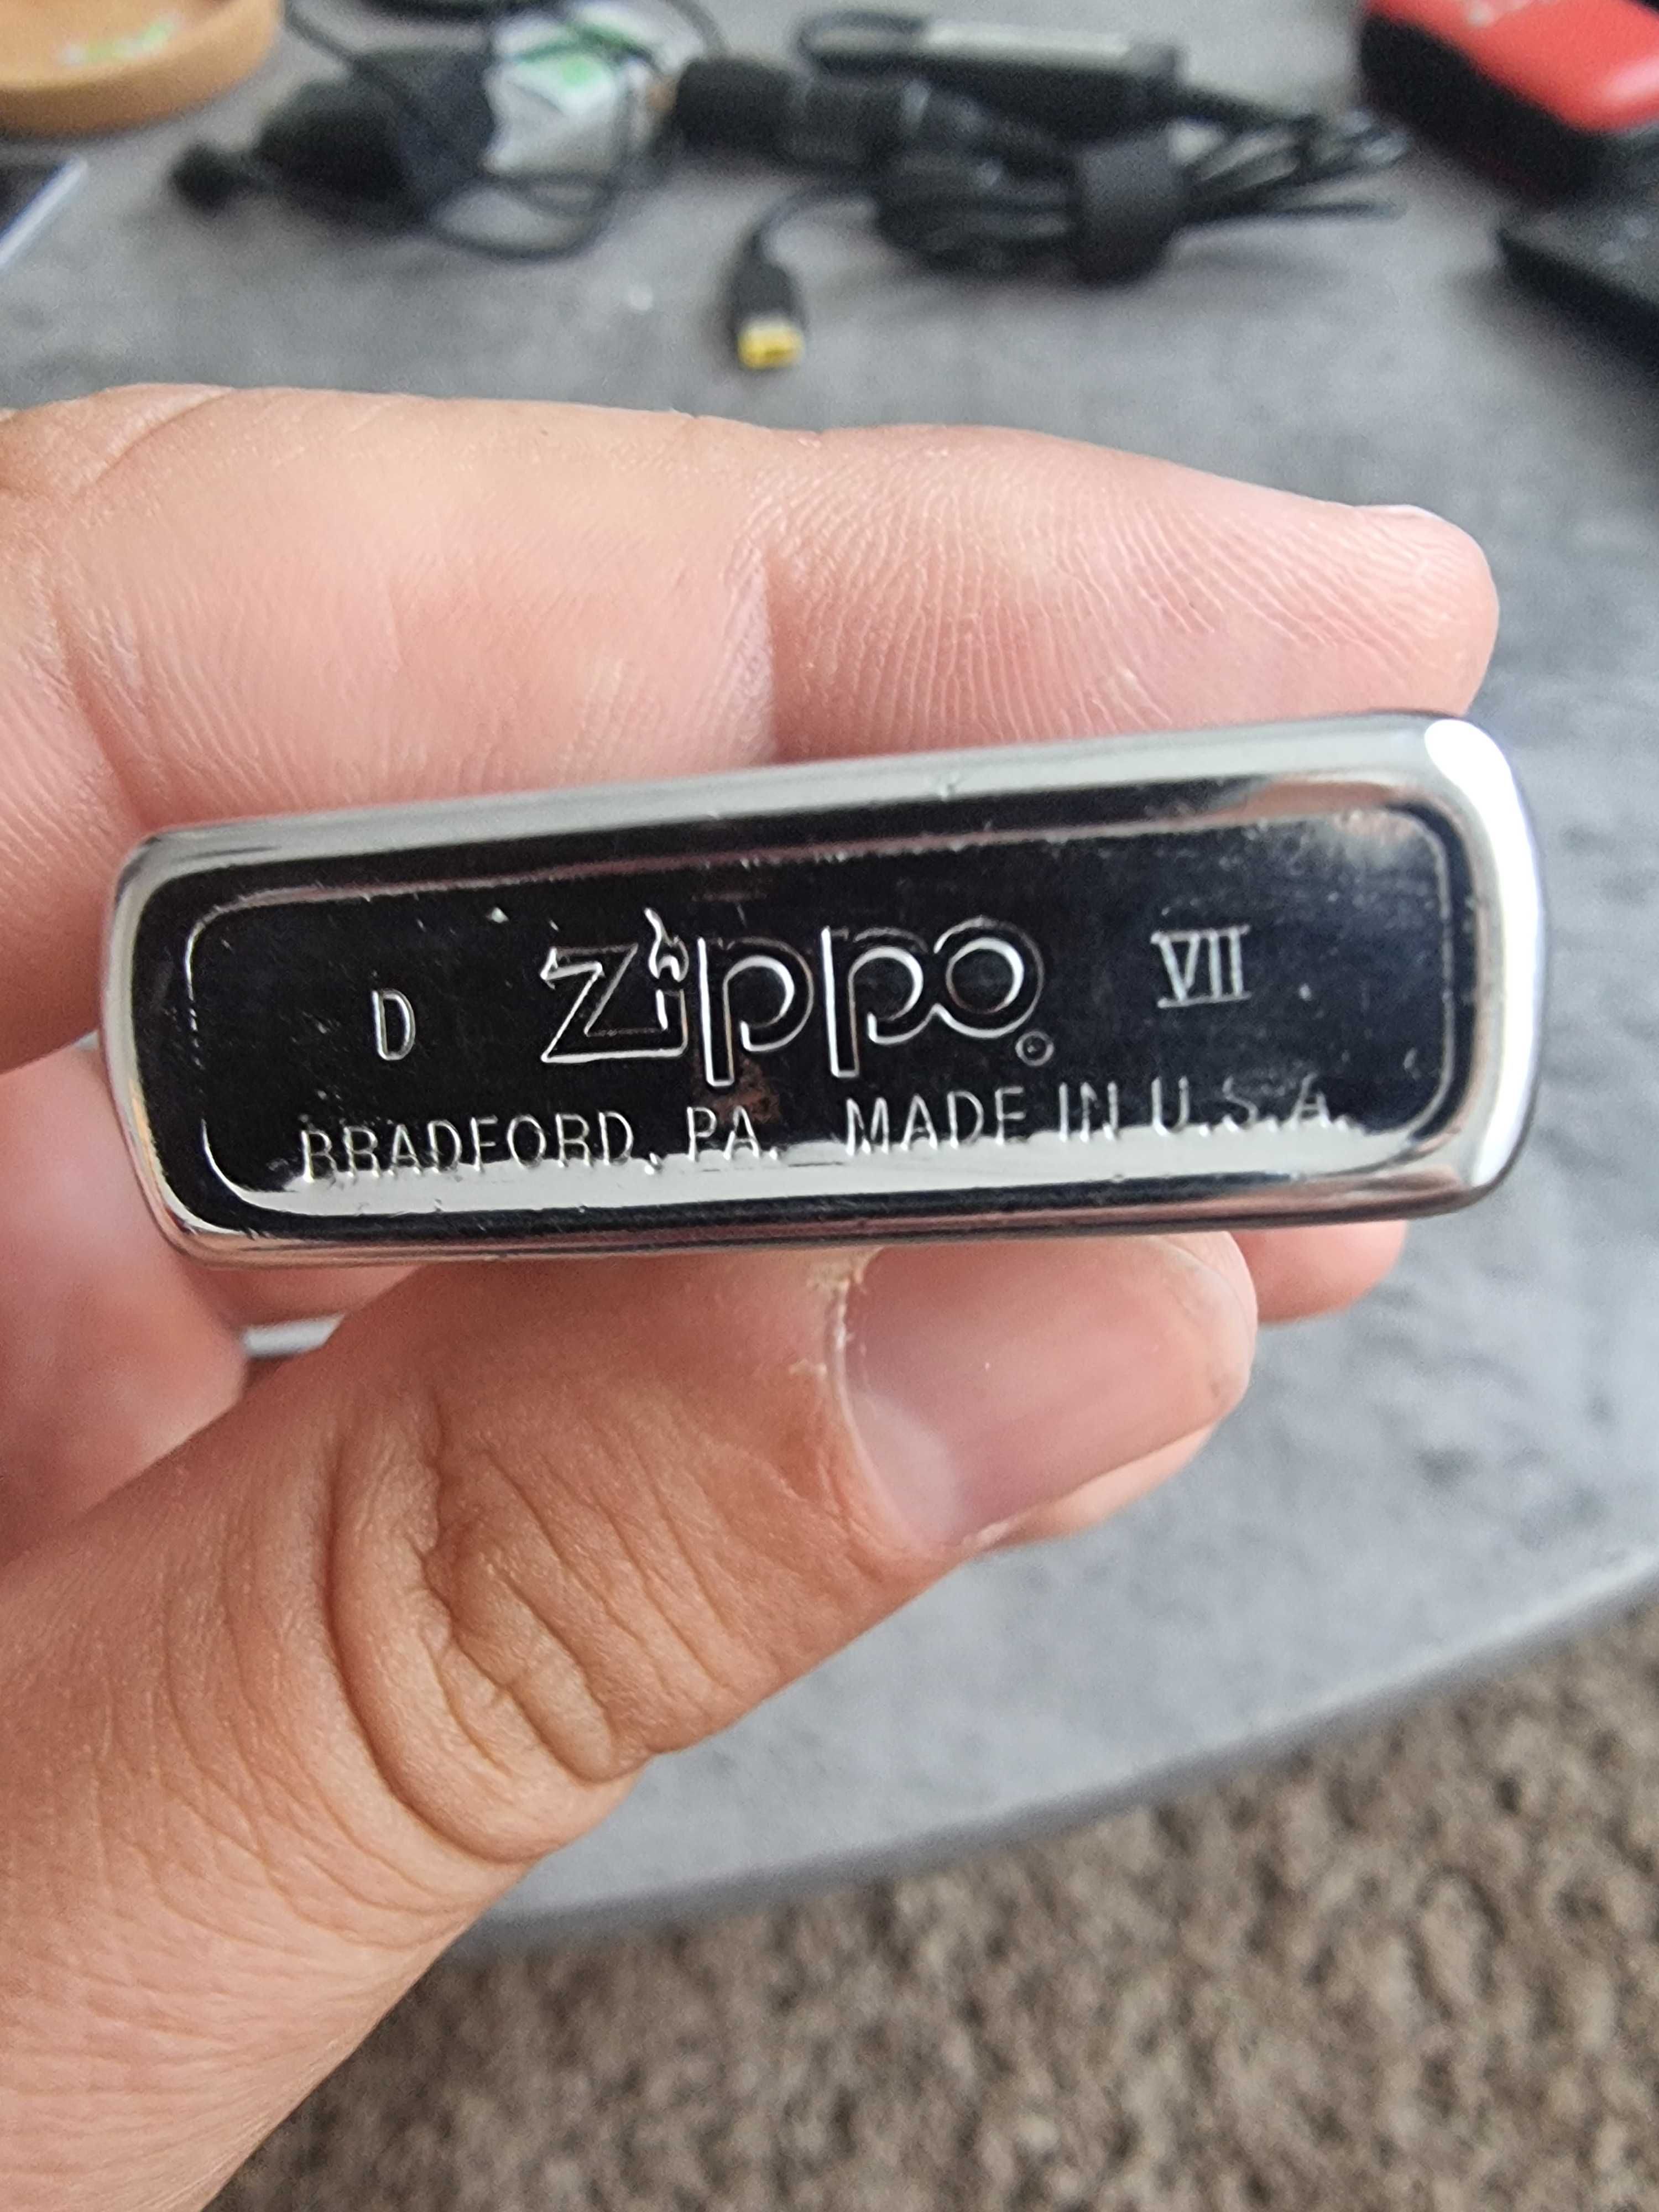 D Zippo ® VII
BRADFORD, PA. MADE IN U.S.A.